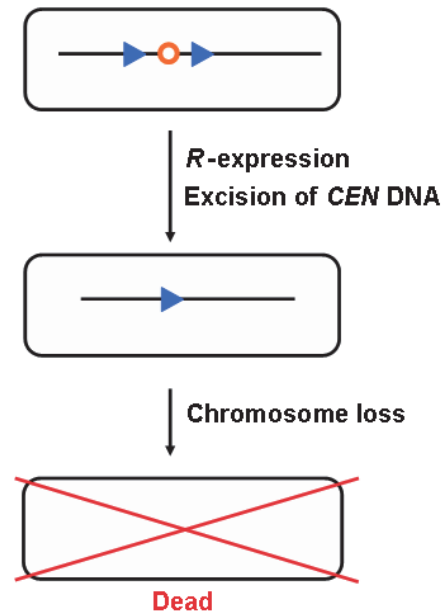 R-expression
Excision of CEN DNA
Chromosome loss
Dead